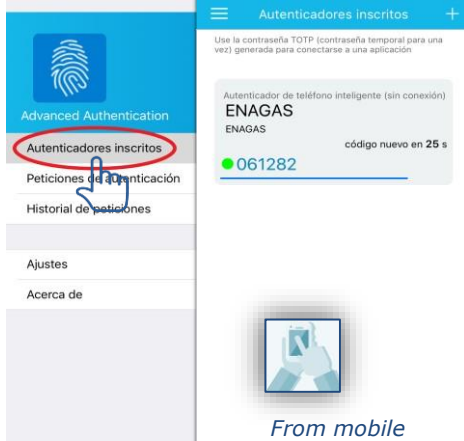 Advanced Authentication
Autenticadores inscritos
Peticiones de autenticación
Historial de peticiones
Ajustes
Acerca de
Autenticadores inscritos
Use la contraseña TOTP (contraseña temporal para una
vez) generada para conectarse a una aplicación
Autenticador de teléfono inteligente (sin conexión)
ENAGAS
ENAGAS
código nuevo en 25 s
061282
From mobile